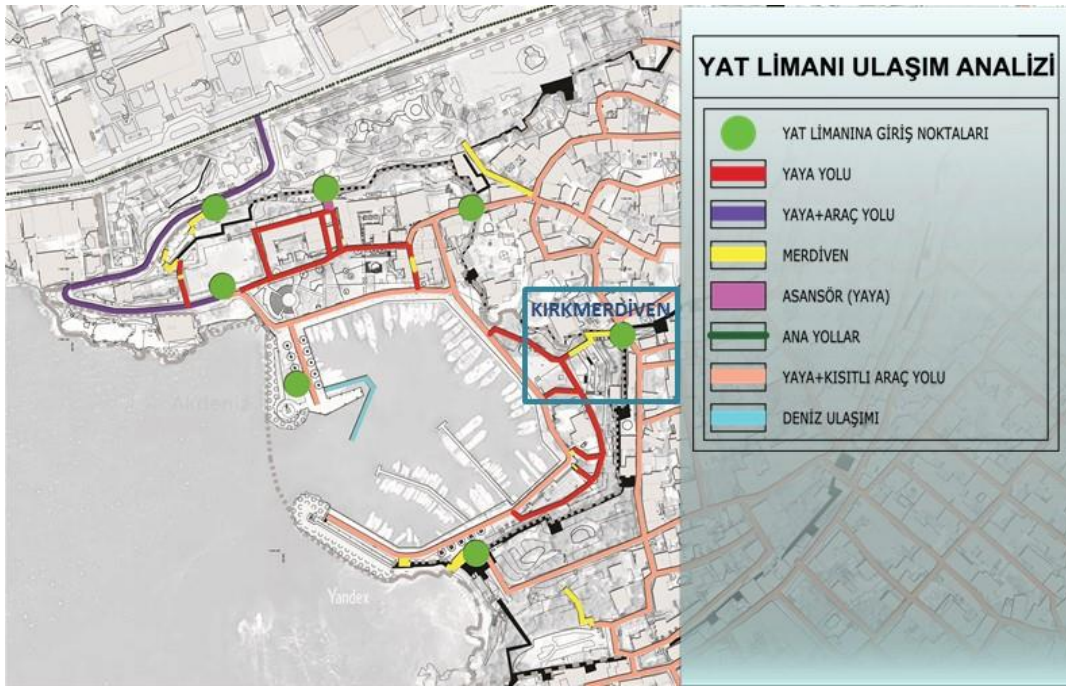 YAT LİMANI ULAŞIM ANALİZİ
YAT LİMANINA GİRİŞ NOKTALARI
YAYA YOLU
YAYA+ARAÇ YOLU
MERDİVEN
ASANSÖR (YAYA)
ANA YOLLAR
YAYA+KISITLI ARAÇ YOLU
DENİZ ULAŞIMI
KIRKMERDİVEN
Yandex